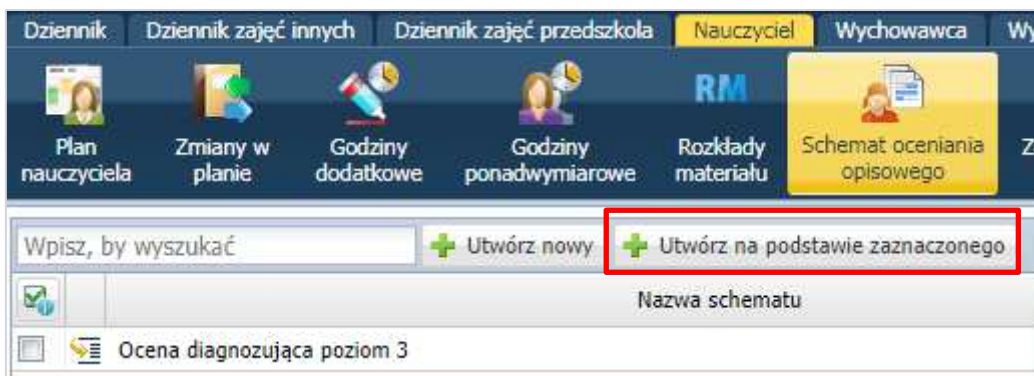 Dziennik Dziennik zajęć innych Dziennik zajęć przedszkola Nauczyciel Wychowawca Wy
RM
Plan nauczyciela
Zmiany w planie
Godziny dodatkowe
Godziny ponadwymiarowe
Rozkłady materiału
Schemat oceniania opisowego
Z
Wpisz, by wyszukać Utwórz nowy Utwórz na podstawie zaznaczonego
Nazwa schematu
Ocena diagnozująca poziom 3